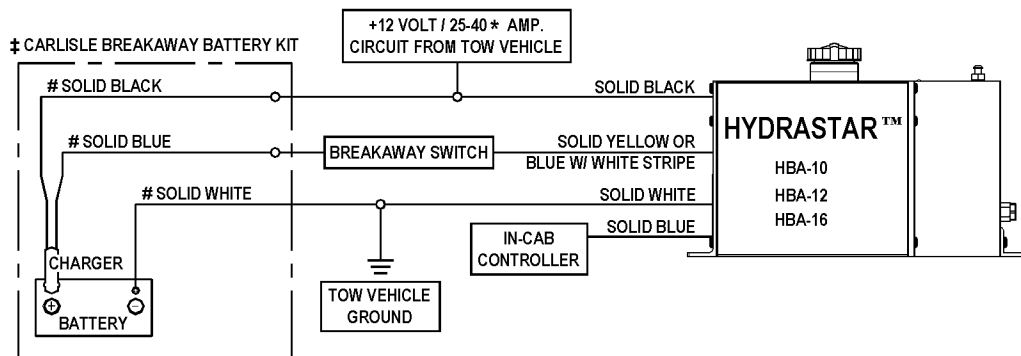 +12 VOLT / 25-40* AMP.
CIRCUIT FROM TOW VEHICLE
‡ CARLISLE BREAKAWAY BATTERY KIT
# SOLID BLACK
SOLID BLACK
# SOLID BLUE
BREAKAWAY SWITCH
SOLID YELLOW OR
BLUE W/ WHITE STRIPE
# SOLID WHITE
SOLID WHITE
SOLID BLUE
IN-CAB
CONTROLLER
HYDRASTAR™
HBA-10
HBA-12
HBA-16
CHARGER
+
−
BATTERY
TOW VEHICLE
GROUND